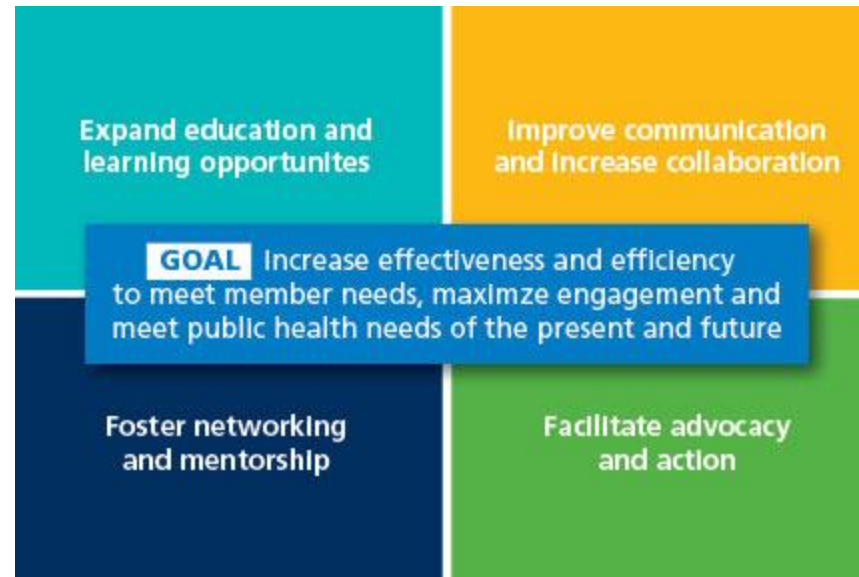 Expand education and
learning opportunites
Improve communication
and increase collaboration
GOAL Increase effectiveness and efficiency
to meet member needs, maximze engagement and
meet public health needs of the present and future
Foster networking
and mentorship
Facilitate advocacy
and action